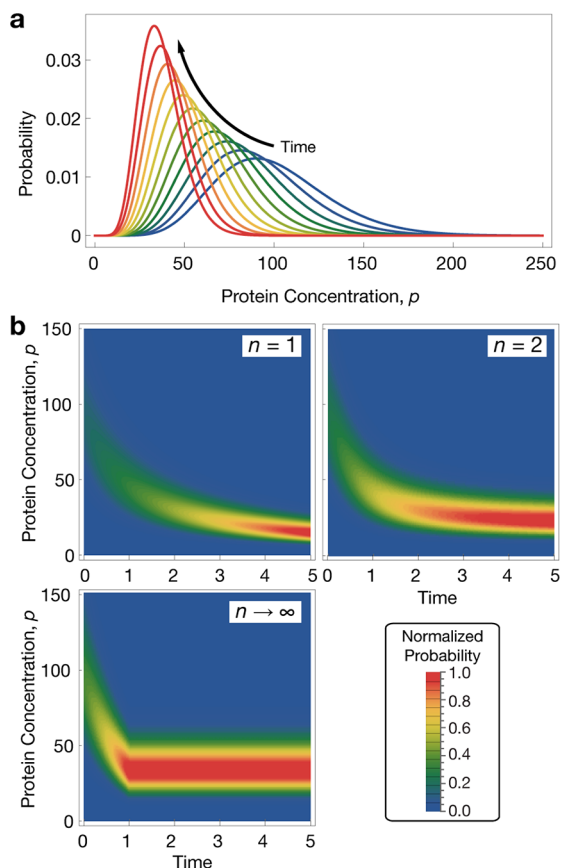 a
0.03
0.02
0.01
0
Probability
Time
0 50 100 150 200 250
Protein Concentration, p
b
150
100
50
0
Protein Concentration, p
n = 1
0 1 2 3 4 5
n = 2
0 1 2 3 4 5
Time
150
100
50
0
Protein Concentration, p
n → ∞
0 1 2 3 4 5
Time
Normalized
Probability
1.0
0.8
0.6
0.4
0.2
0.0